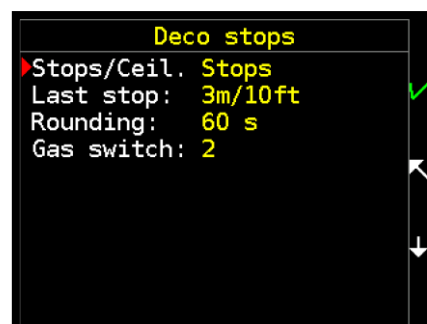 Deco stops
Stops/Ceil. Stops
Last stop: 3m/10ft
Rounding: 60 s
Gas switch: 2